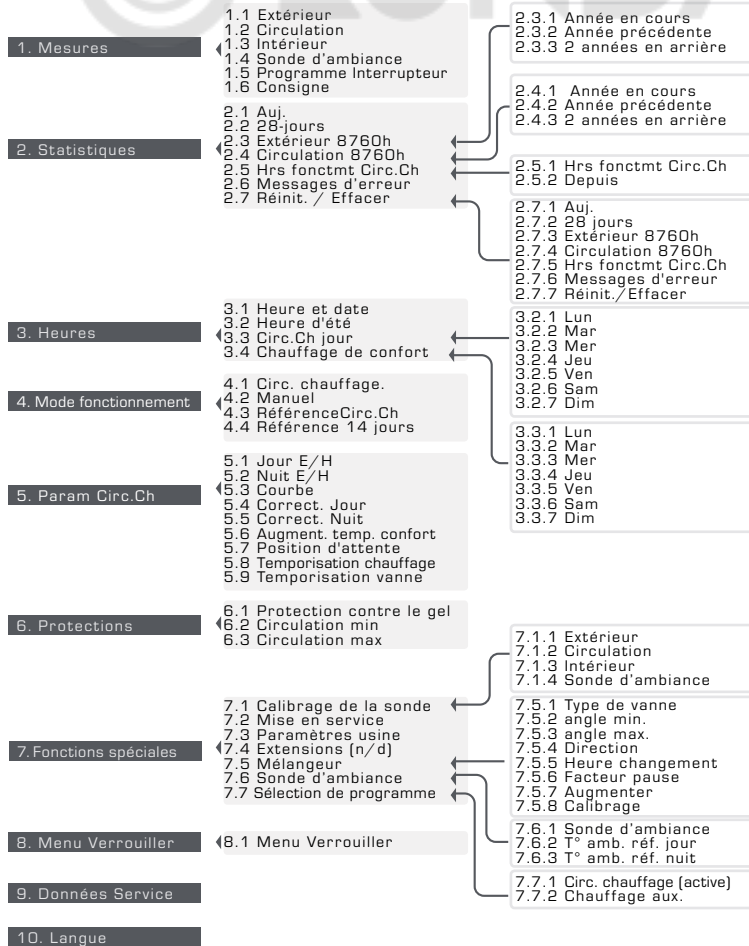 1. Mesures
1.1 Extérieur
1.2 Circulation
1.3 Intérieur
1.4 Sonde d'ambiance
1.5 Programme Interrupteur
1.6 Consigne
2. Statistiques
2.1 Auj.
2.2 28-jours
2.3 Extérieur 8760h
2.4 Circulation 8760h
2.5 Hrs fonctmt Circ.Ch
2.6 Messages d'erreur
2.7 Réinit. / Effacer
2.3.1 Année en cours
2.3.2 Année précédente
2.3.3 2 années en arrière
2.4.1 Année en cours
2.4.2 Année précédente
2.4.3 2 années en arrière
2.5.1 Hrs fonctmt Circ.Ch
2.5.2 Depuis
2.7.1 Auj.
2.7.2 28 jours
2.7.3 Extérieur 8760h
2.7.4 Circulation 8760h
2.7.5 Hrs fonctmt Circ.Ch
2.7.6 Messages d'erreur
2.7.7 Réinit./Effacer
3. Heures
3.1 Heure et date
3.2 Heure d'été
3.3 Circ.Ch jour
3.4 Chauffage de confort
3.2.1 Lun
3.2.2 Mar
3.2.3 Mer
3.2.4 Jeu
3.2.5 Ven
3.2.6 Sam
3.2.7 Dim
3.3.1 Lun
3.3.2 Mar
3.3.3 Mer
3.3.4 Jeu
3.3.5 Ven
3.3.6 Sam
3.3.7 Dim
4. Mode fonctionnement
4.1 Circ. chauffage.
4.2 Manuel
4.3 RéférenceCirc.Ch
4.4 Référence 14 jours
5. Param Circ.Ch
5.1 Jour E/H
5.2 Nuit E/H
5.3 Courbe
5.4 Correct. Jour
5.5 Correct. Nuit
5.6 Augment. temp. confort
5.7 Position d'attente
5.8 Temporisation chauffage
5.9 Temporisation vanne
6. Protections
6.1 Protection contre le gel
6.2 Circulation min
6.3 Circulation max
7. Fonctions spéciales
7.1 Calibrage de la sonde
7.2 Mise en service
7.3 Paramètres usine
7.4 Extensions (n/d)
7.5 Mélangeur
7.6 Sonde d'ambiance
7.7 Sélection de programme
7.1.1 Extérieur
7.1.2 Circulation
7.1.3 Intérieur
7.1.4 Sonde d'ambiance
7.5.1 Type de vanne
7.5.2 angle min.
7.5.3 angle max.
7.5.4 Direction
7.5.5 Heure changement
7.5.6 Facteur pause
7.5.7 Augmenter
7.5.8 Calibrage
7.6.1 Sonde d'ambiance
7.6.2 T° amb. réf. jour
7.6.3 T° amb. réf. nuit
7.7.1 Circ. chauffage (active)
7.7.2 Chauffage aux.
8. Menu Verrouiller
8.1 Menu Verrouiller
9. Données Service
10. Langue